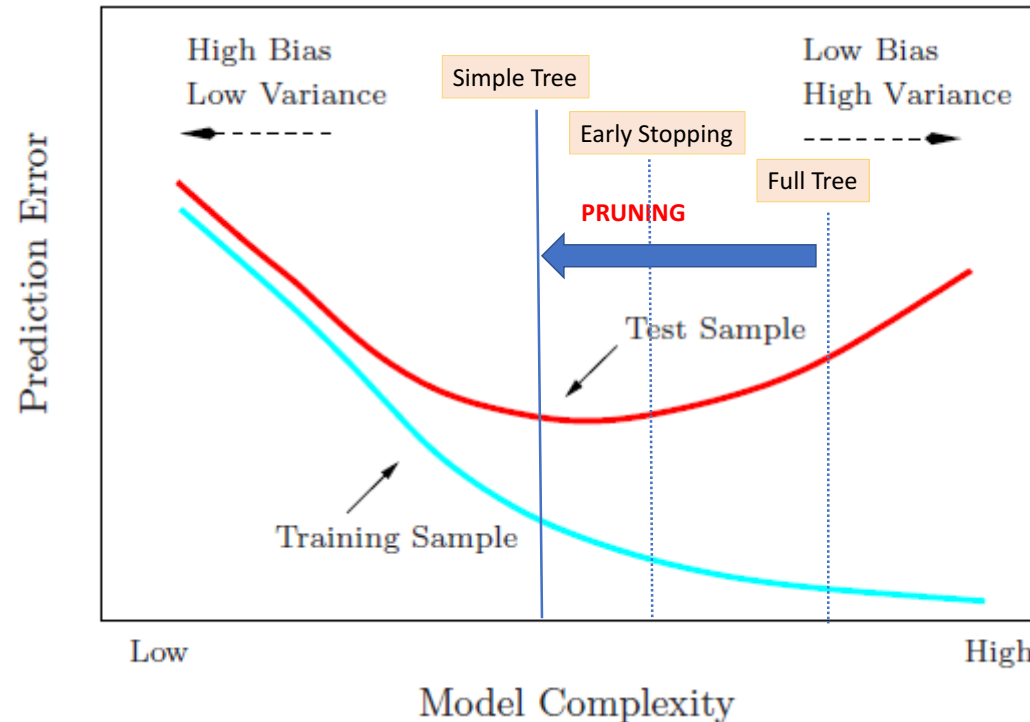 High Bias
Low Variance
Simple Tree
Early Stopping
Low Bias
High Variance
Full Tree
PRUNING
Test Sample
Training Sample
Prediction Error
Low
High
Model Complexity